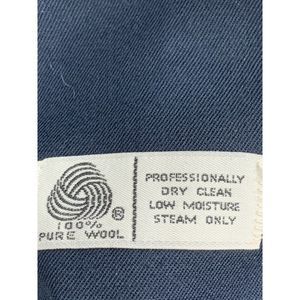 100%
PURE WOOL
®
PROFESSIONALLY
DRY CLEAN
LOW MOISTURE
STEAM ONLY